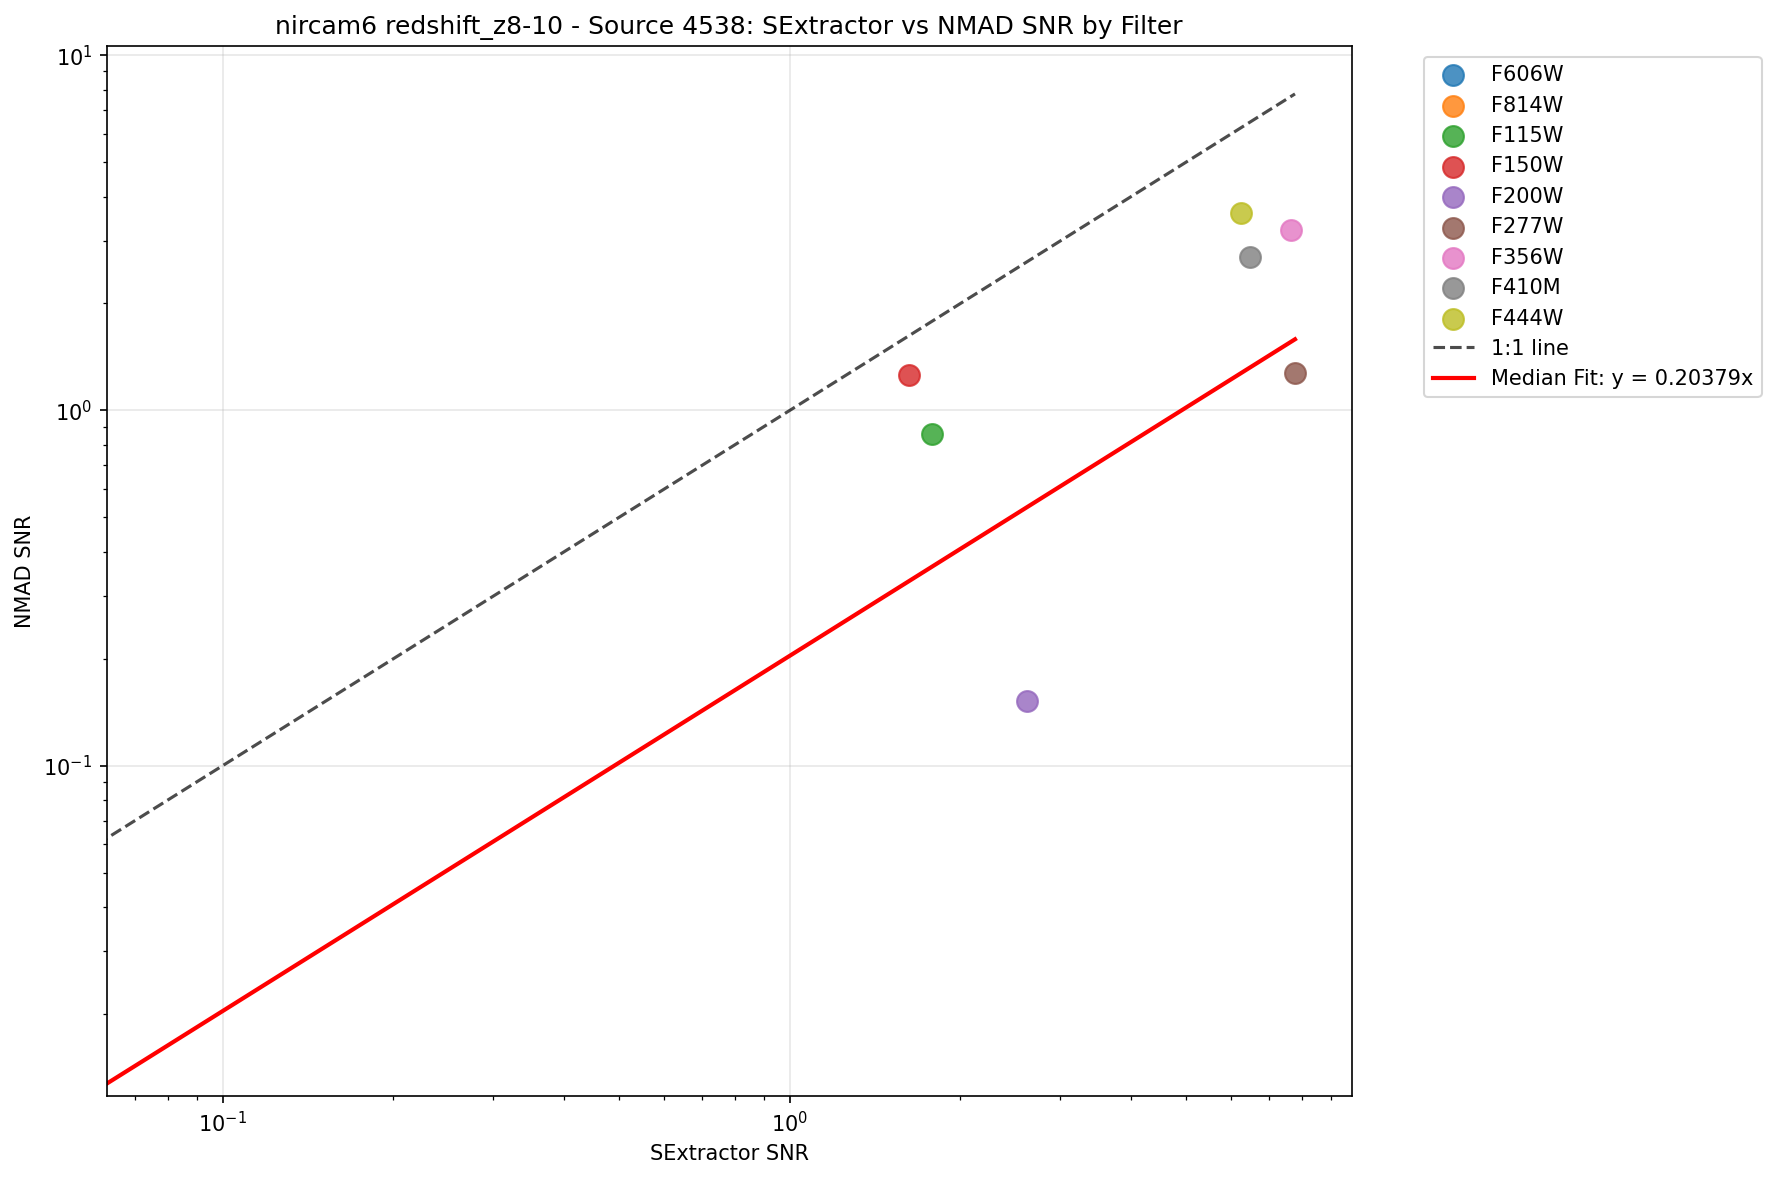 nircam6 redshift_z8-10 - Source 4538: SExtractor vs NMAD SNR by Filter
10¹
10⁰
10⁻¹
NMAD SNR
10⁻¹
10⁰
SExtractor SNR
F606W
F814W
F115W
F150W
F200W
F277W
F356W
F410M
F444W
1:1 line
Median Fit: y = 0.20379x